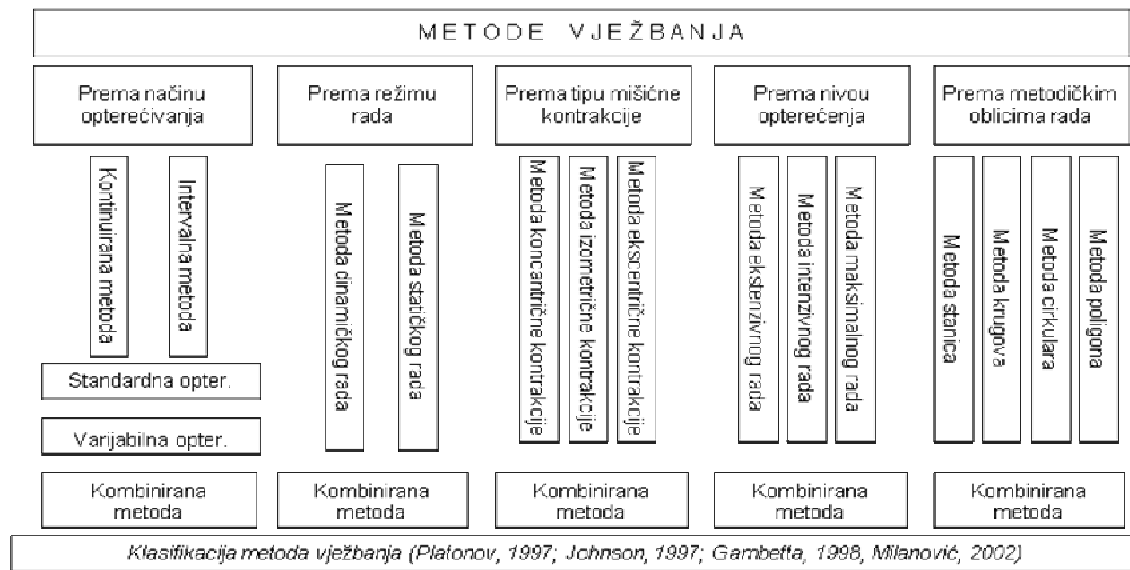 METODE VJEŽBANJA
Prema načinu
opterećivanja
Prema režimu
rada
Prema tipu mišićne
kontrakcije
Prema nivou
opterećenja
Prema metodičkim
oblicima rada
Kontinuirana metoda
Intervalna metoda
Standardna opter.
Varijabilna opter.
Metoda dinamičkog rada
Metoda statičkog rada
Metoda koncantrične kontrakcije
Metoda izometrične kontrakcije
Metoda ekscentrične kontrakcije
Metoda ekstenzivnog rada
Metoda intenzivnog rada
Metoda maksimalnog rada
Metoda stanica
Metoda krugova
Metoda cirkulara
Metoda poligona
Kombinirana
metoda
Kombinirana
metoda
Kombinirana
metoda
Kombinirana
metoda
Kombinirana
metoda
Klasifikacija metoda vježbanja (Platonov, 1997; Johnson, 1997; Gambetta, 1998, Milanović, 2002)